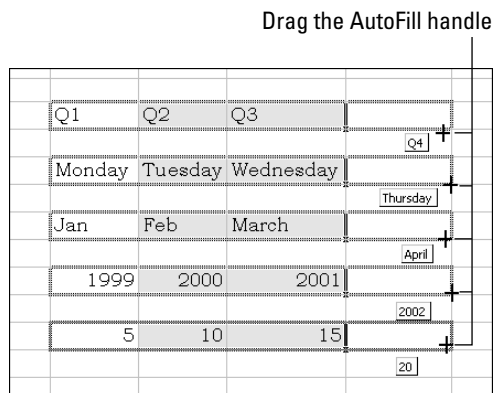 Drag the AutoFill handle
Q1 Q2 Q3
Q4
Monday Tuesday Wednesday
Thursday
Jan Feb March
April
1999 2000 2001
2002
5 10 15
20